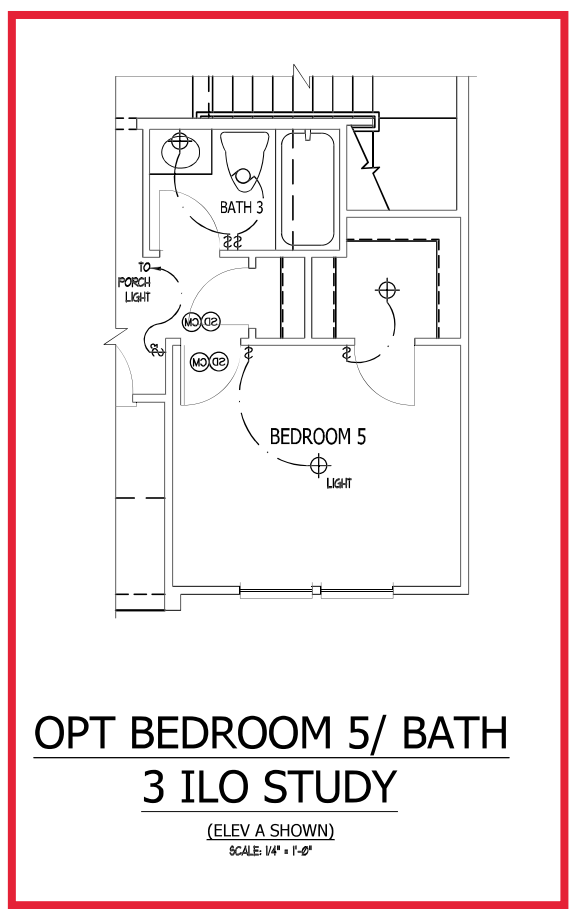 BATH 3
TO
PORCH
LIGHT
CM SD
$2
CM SD
$ $
$ $
BEDROOM 5
LIGHT
OPT BEDROOM 5/ BATH
3 ILO STUDY
(ELEV A SHOWN)
SCALE: 1/4" = 1'-0"